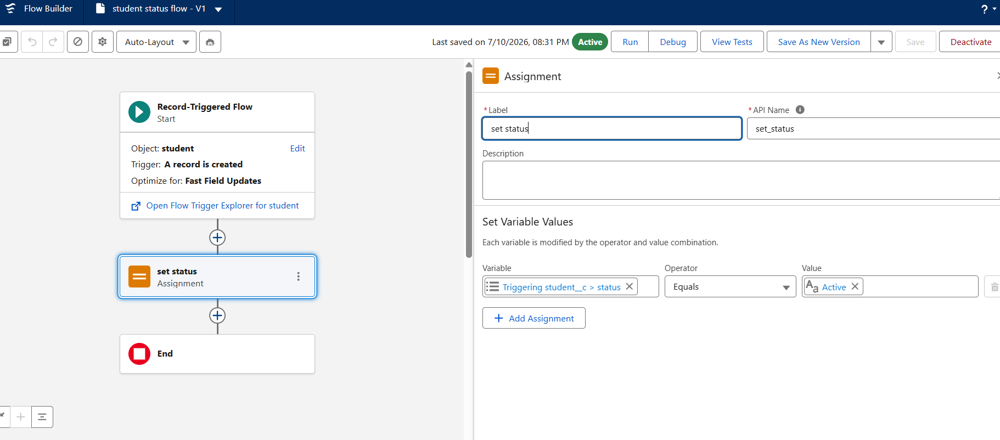 Flow Builder
student status flow - V1
?
Auto-Layout
Last saved on 7/10/2026, 08:31 PM
Active
Run
Debug
View Tests
Save As New Version
Save
Deactivate
Record-Triggered Flow
Start
Object: student
Edit
Trigger: A record is created
Optimize for: Fast Field Updates
Open Flow Trigger Explorer for student
set status
Assignment
End
Assignment
*Label
*API Name
set status
set_status
Description
Set Variable Values
Each variable is modified by the operator and value combination.
Variable
Operator
Value
Triggering student__c > status
Equals
Aa Active
+ Add Assignment